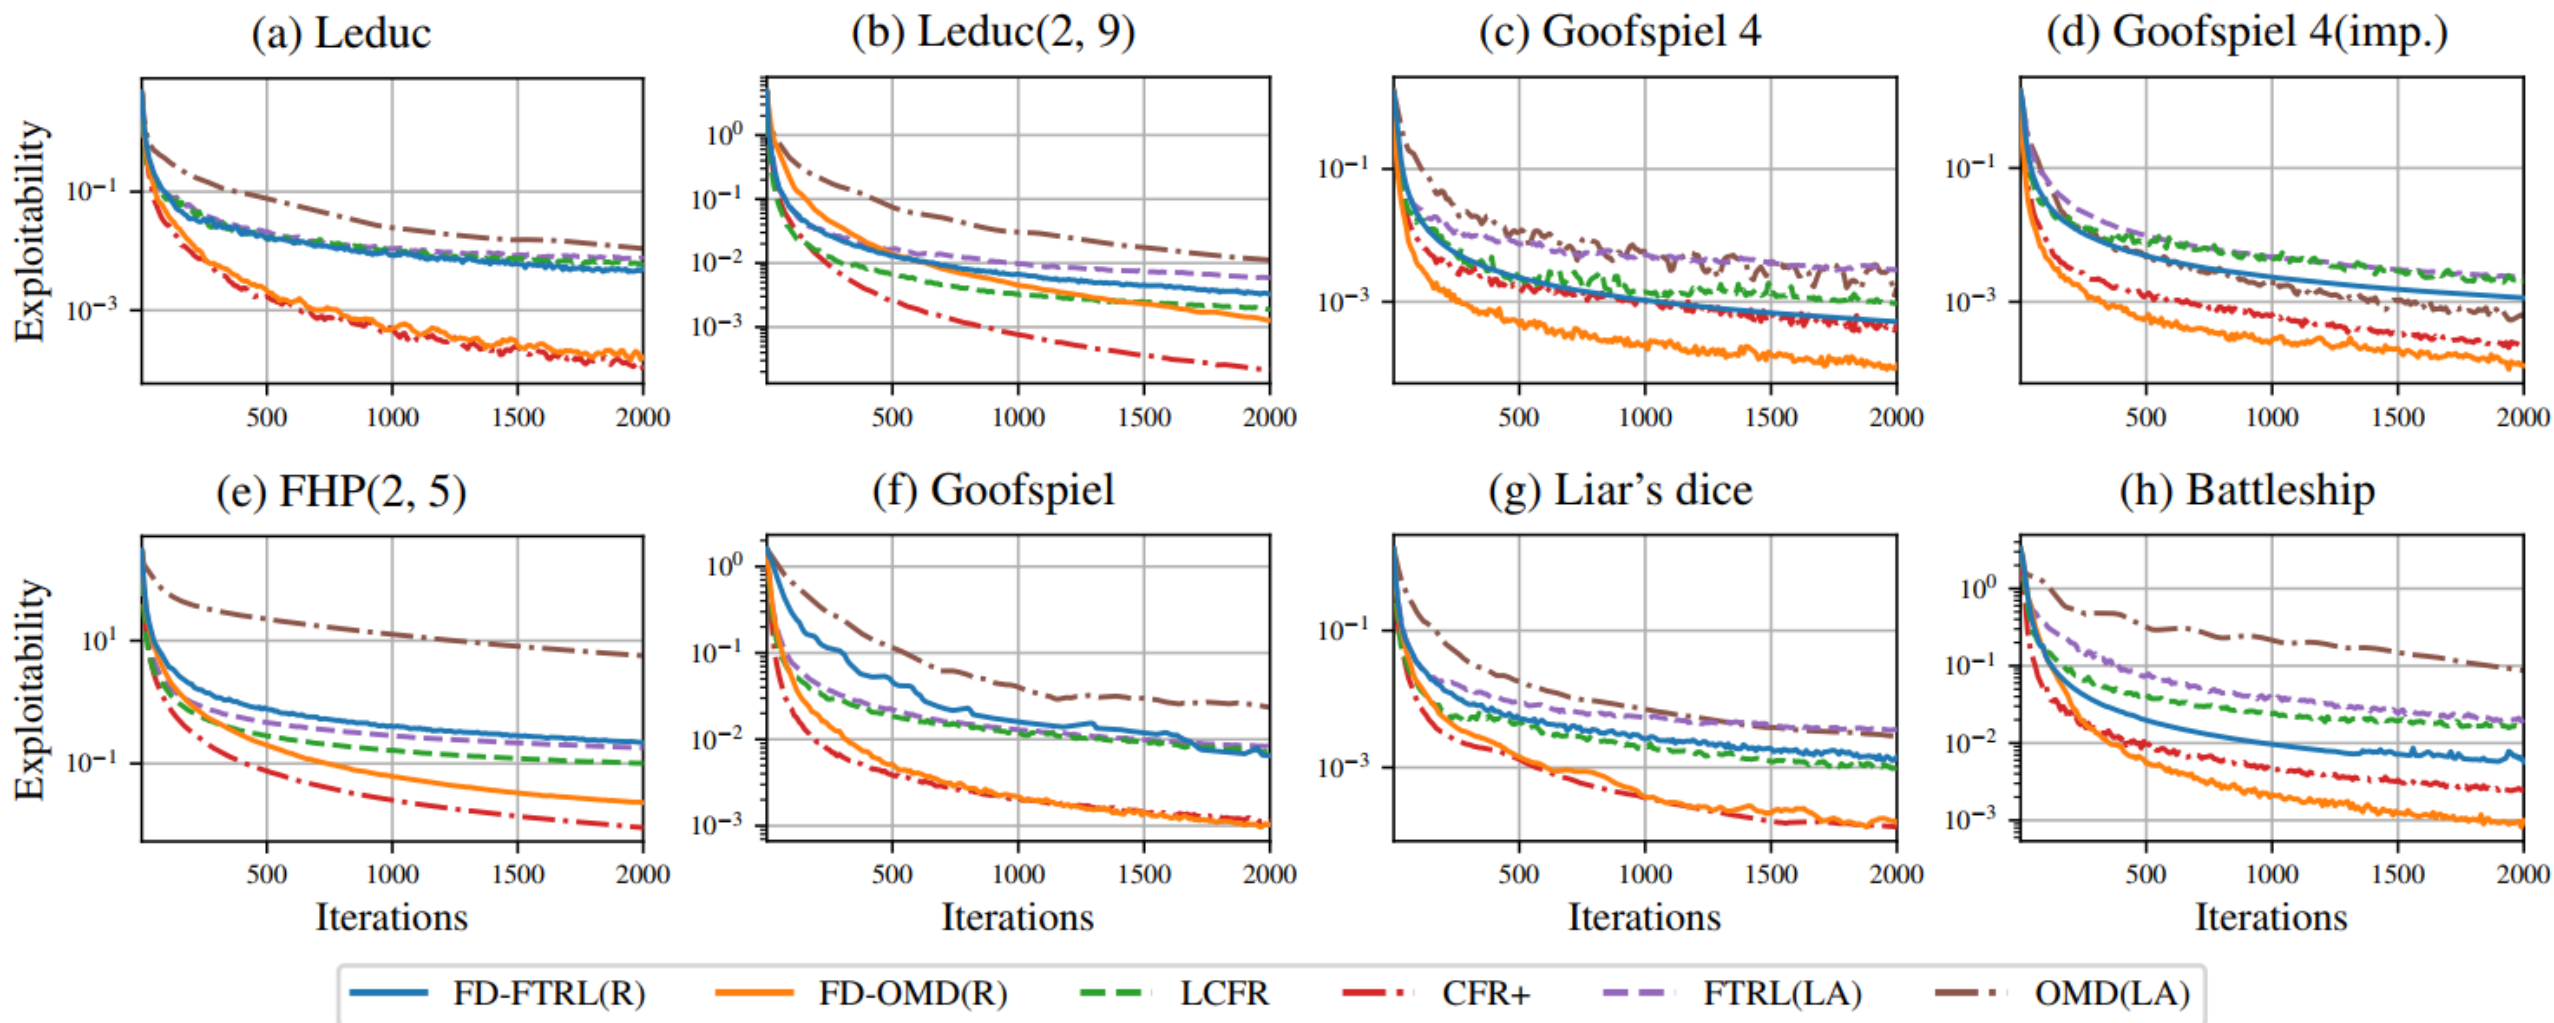 (a) Leduc
(b) Leduc(2, 9)
(c) Goofspiel 4
(d) Goofspiel 4(imp.)
Exploitability
10⁻¹
10⁻³
500 1000 1500 2000
10⁰
10⁻¹
10⁻²
10⁻³
500 1000 1500 2000
10⁻¹
10⁻³
500 1000 1500 2000
10⁻¹
10⁻³
500 1000 1500 2000
(e) FHP(2, 5)
(f) Goofspiel
(g) Liar's dice
(h) Battleship
Exploitability
10¹
10⁻¹
500 1000 1500 2000
Iterations
10⁰
10⁻¹
10⁻²
10⁻³
500 1000 1500 2000
Iterations
10⁻¹
10⁻³
500 1000 1500 2000
Iterations
10⁰
10⁻¹
10⁻²
10⁻³
500 1000 1500 2000
Iterations
FD-FTRL(R) FD-OMD(R) LCFR CFR+ FTRL(LA) OMD(LA)